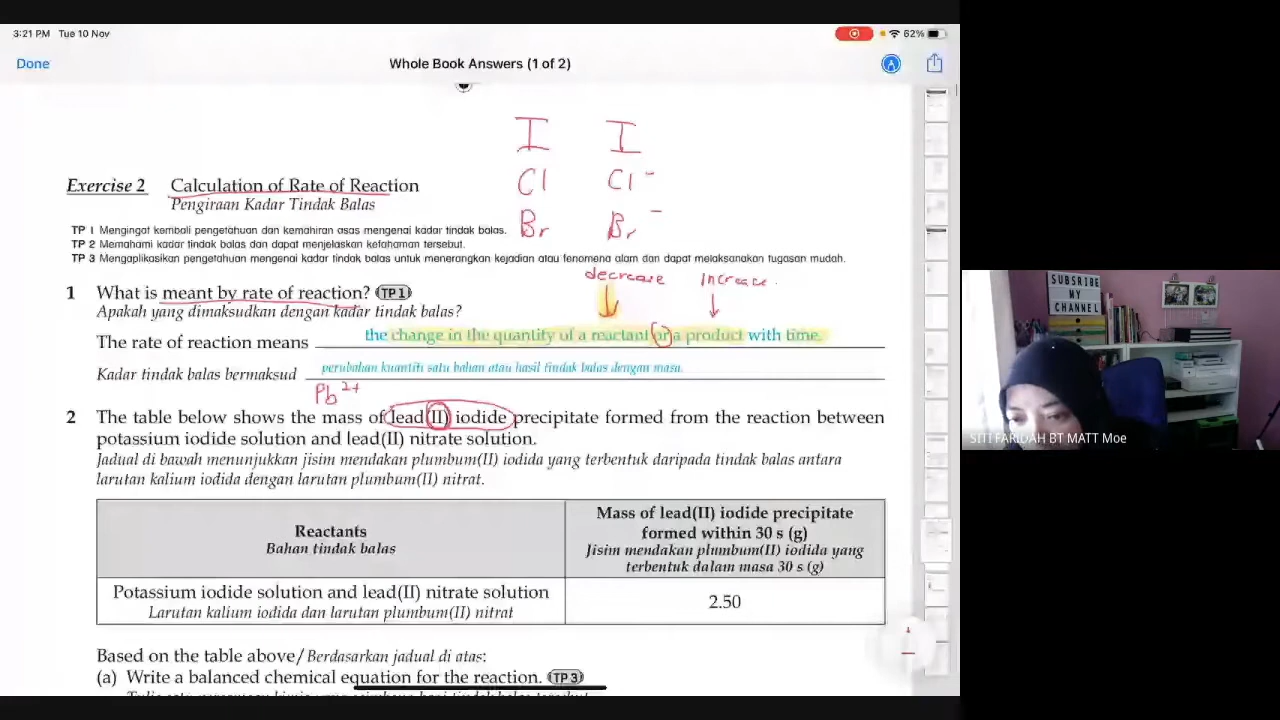 3:21 PM Tue 10 Nov
62%
Done
Whole Book Answers (1 of 2)
I I
Cl Cl -
Br Br -
Exercise 2 Calculation of Rate of Reaction
Pengiraan Kadar Tindak Balas
TP 1 Mengingat kembali pengetahuan dan kemahiran asas mengenai kadar tindak balas.
TP 2 Memahami kadar tindak balas dan dapat menjelaskan kefahaman tersebut.
TP 3 Mengaplikasikan pengetahuan mengenai kadar tindak balas untuk menerangkan kejadian atau fenomena alam dan dapat melaksanakan tugasan mudah.
decrease increase.
1 What is meant by rate of reaction? TP 1
Apakah yang dimaksudkan dengan kadar tindak balas?
The rate of reaction means the change in the quantity of a reactant or a product with time.
Kadar tindak balas bermaksud perubahan kuantiti satu bahan atau hasil tindak balas dengan masa.
Pb 2+
2 The table below shows the mass of lead(II) iodide precipitate formed from the reaction between
potassium iodide solution and lead(II) nitrate solution.
Jadual di bawah menunjukkan jisim mendakan plumbum(II) iodida yang terbentuk daripada tindak balas antara
larutan kalium iodida dengan larutan plumbum(II) nitrat.
Reactants
Bahan tindak balas
Mass of lead(II) iodide precipitate
formed within 30 s (g)
Jisim mendakan plumbum(II) iodida yang
terbentuk dalam masa 30 s (g)
Potassium iodide solution and lead(II) nitrate solution
Larutan kalium iodida dan larutan plumbum(II) nitrat
2.50
Based on the table above/Berdasarkan jadual di atas:
(a) Write a balanced chemical equation for the reaction. TP 3
SUBSCRIBE
MY
CHANNEL
SITI FARIDAH BT MATT Moe